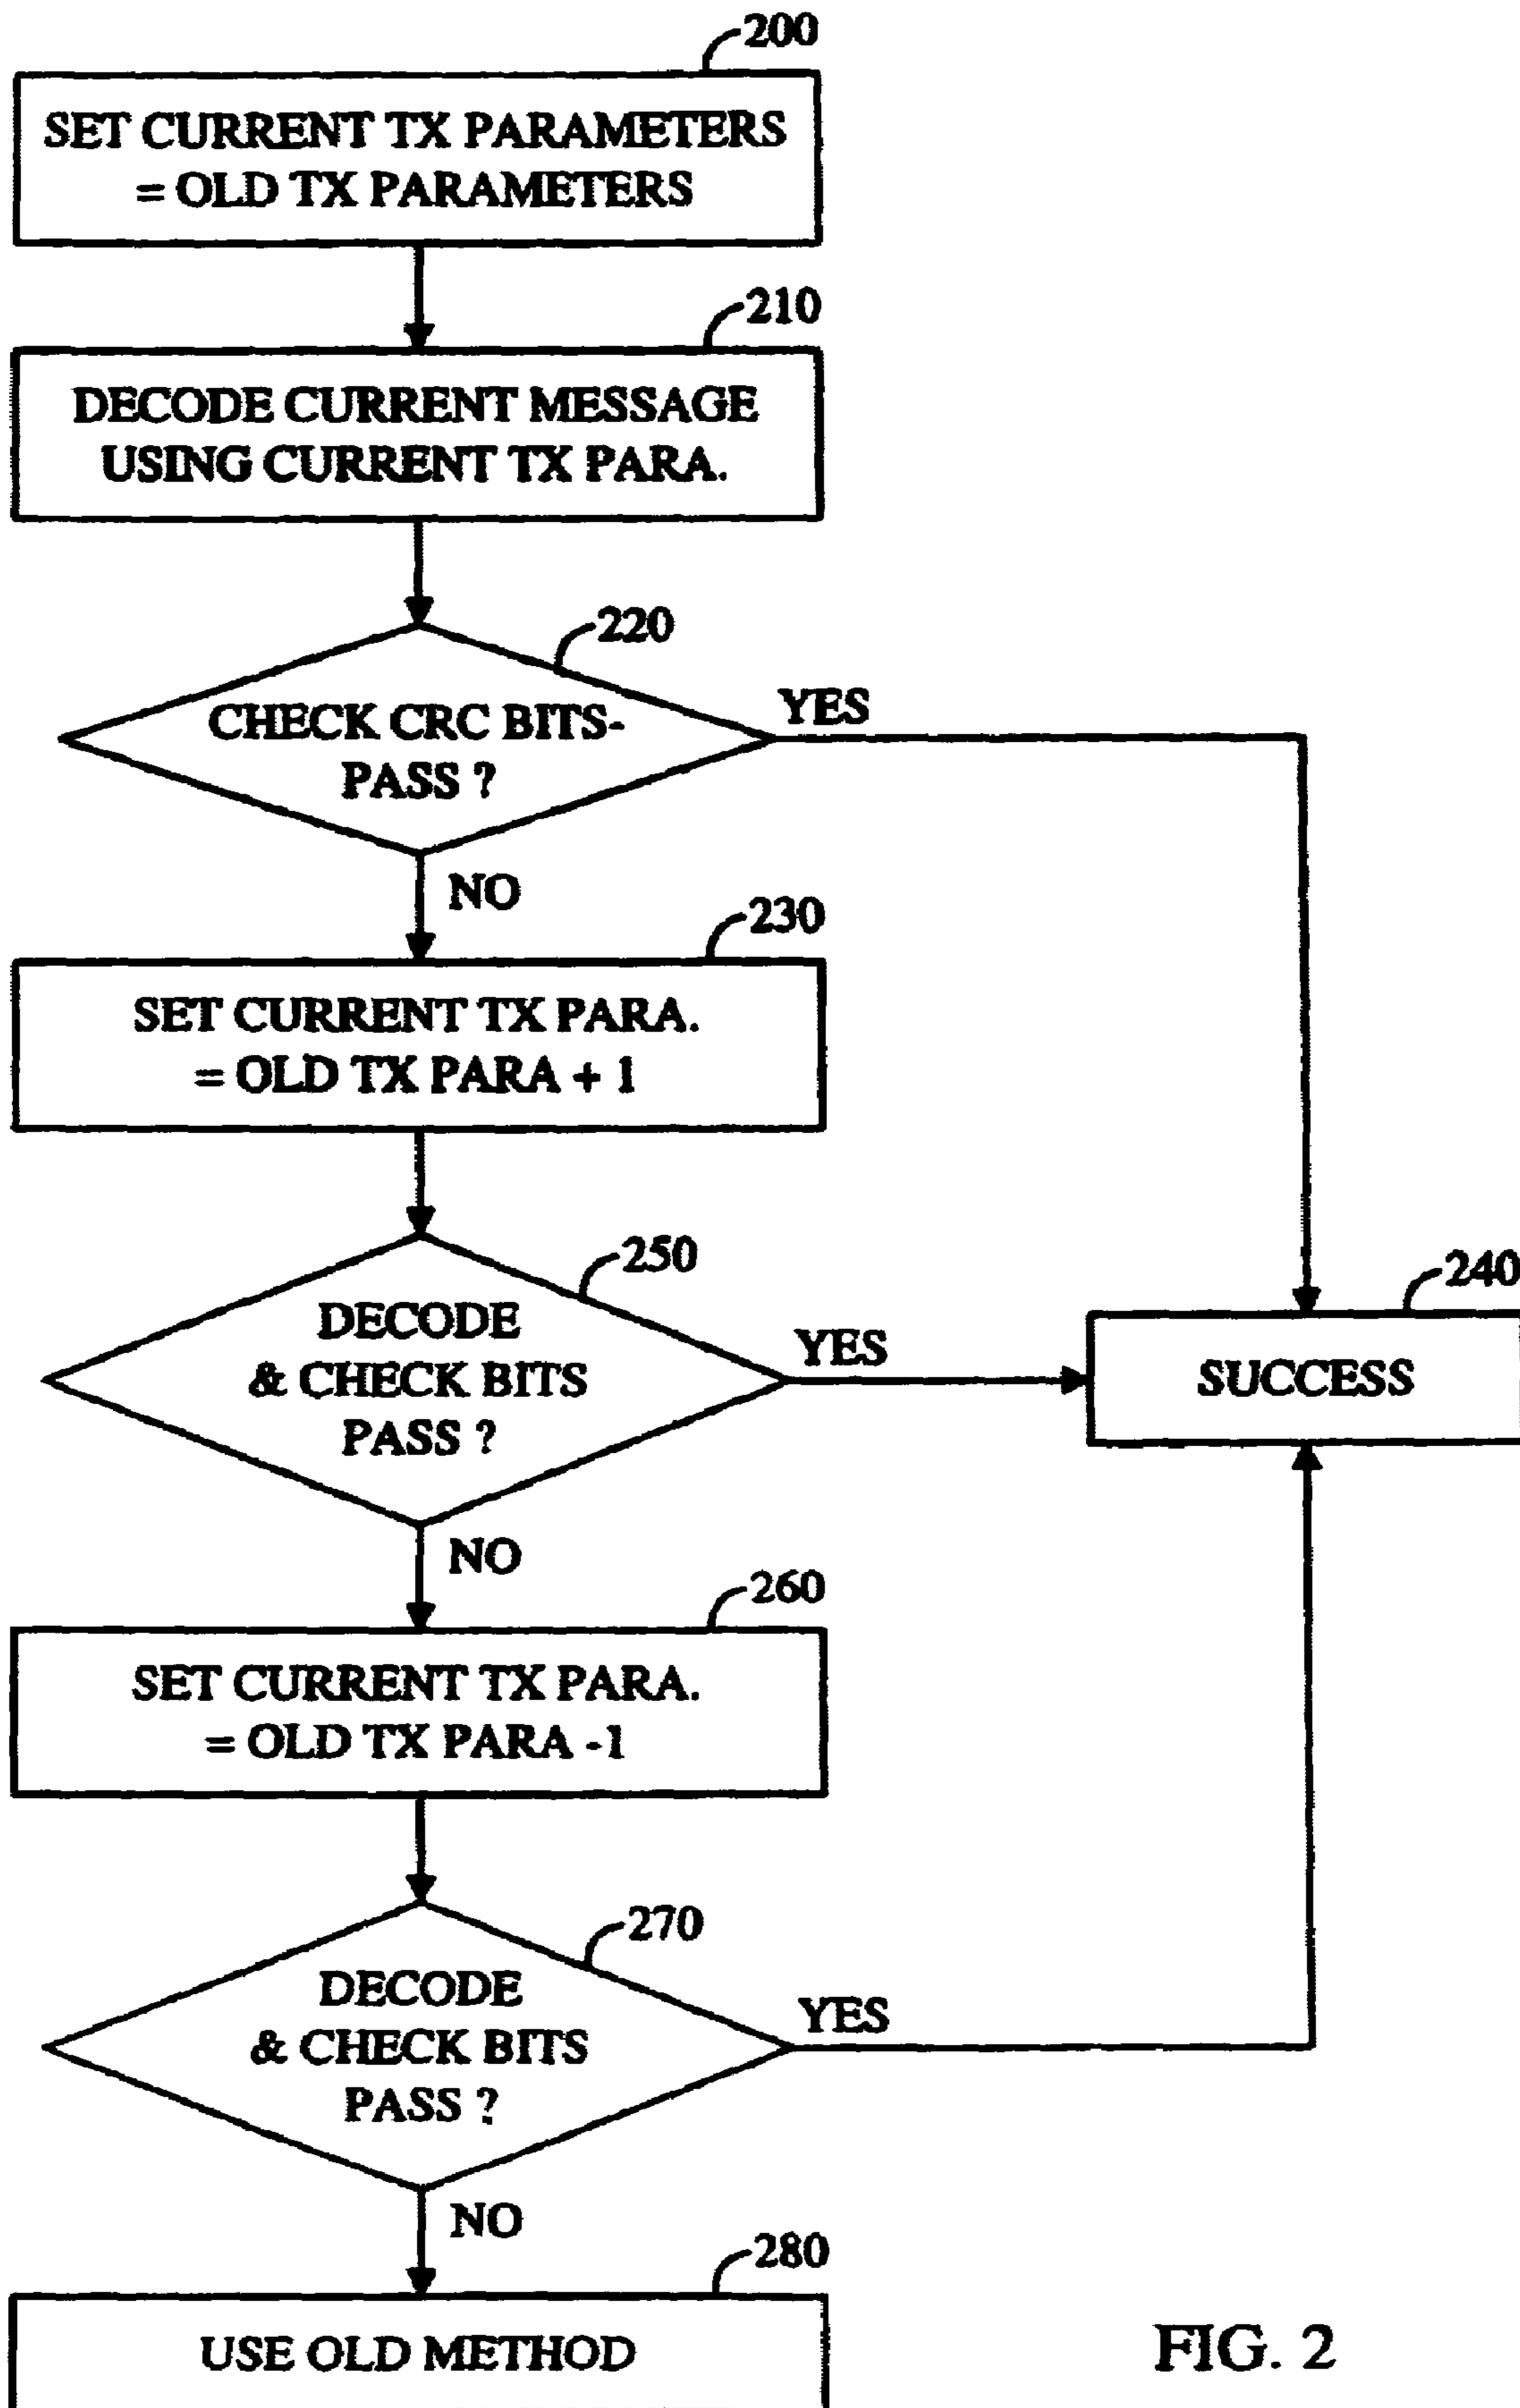 200
SET CURRENT TX PARAMETERS
= OLD TX PARAMETERS
210
DECODE CURRENT MESSAGE
USING CURRENT TX PARA.
220
CHECK CRC BITS-
PASS ?
YES
NO
230
SET CURRENT TX PARA.
= OLD TX PARA + 1
250
DECODE
& CHECK BITS
PASS ?
YES
240
SUCCESS
NO
260
SET CURRENT TX PARA.
= OLD TX PARA -1
270
DECODE
& CHECK BITS
PASS ?
YES
NO
280
USE OLD METHOD
FIG. 2